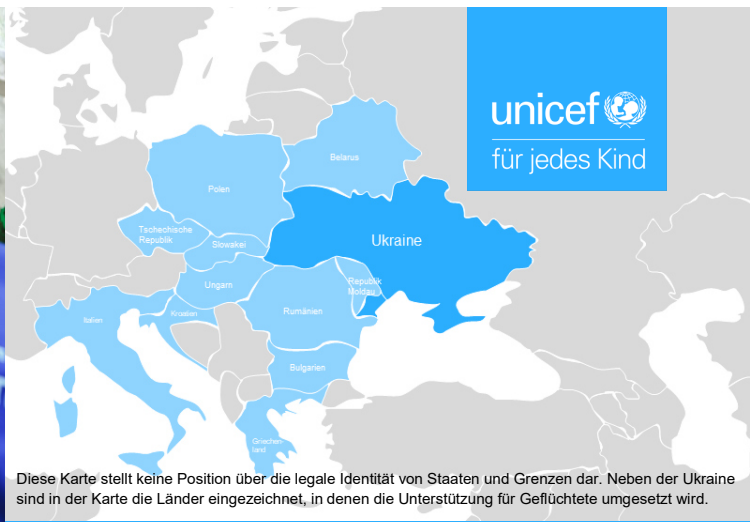 unicef
für jedes Kind
Belarus
Polen
Tschechische
Republik
Slowakei
Ukraine
Ungarn
Republik
Moldau
Italien
Kroatien
Rumänien
Bulgarien
Griechen-
land
Diese Karte stellt keine Position über die legale Identität von Staaten und Grenzen dar. Neben der Ukraine
sind in der Karte die Länder eingezeichnet, in denen die Unterstützung für Geflüchtete umgesetzt wird.